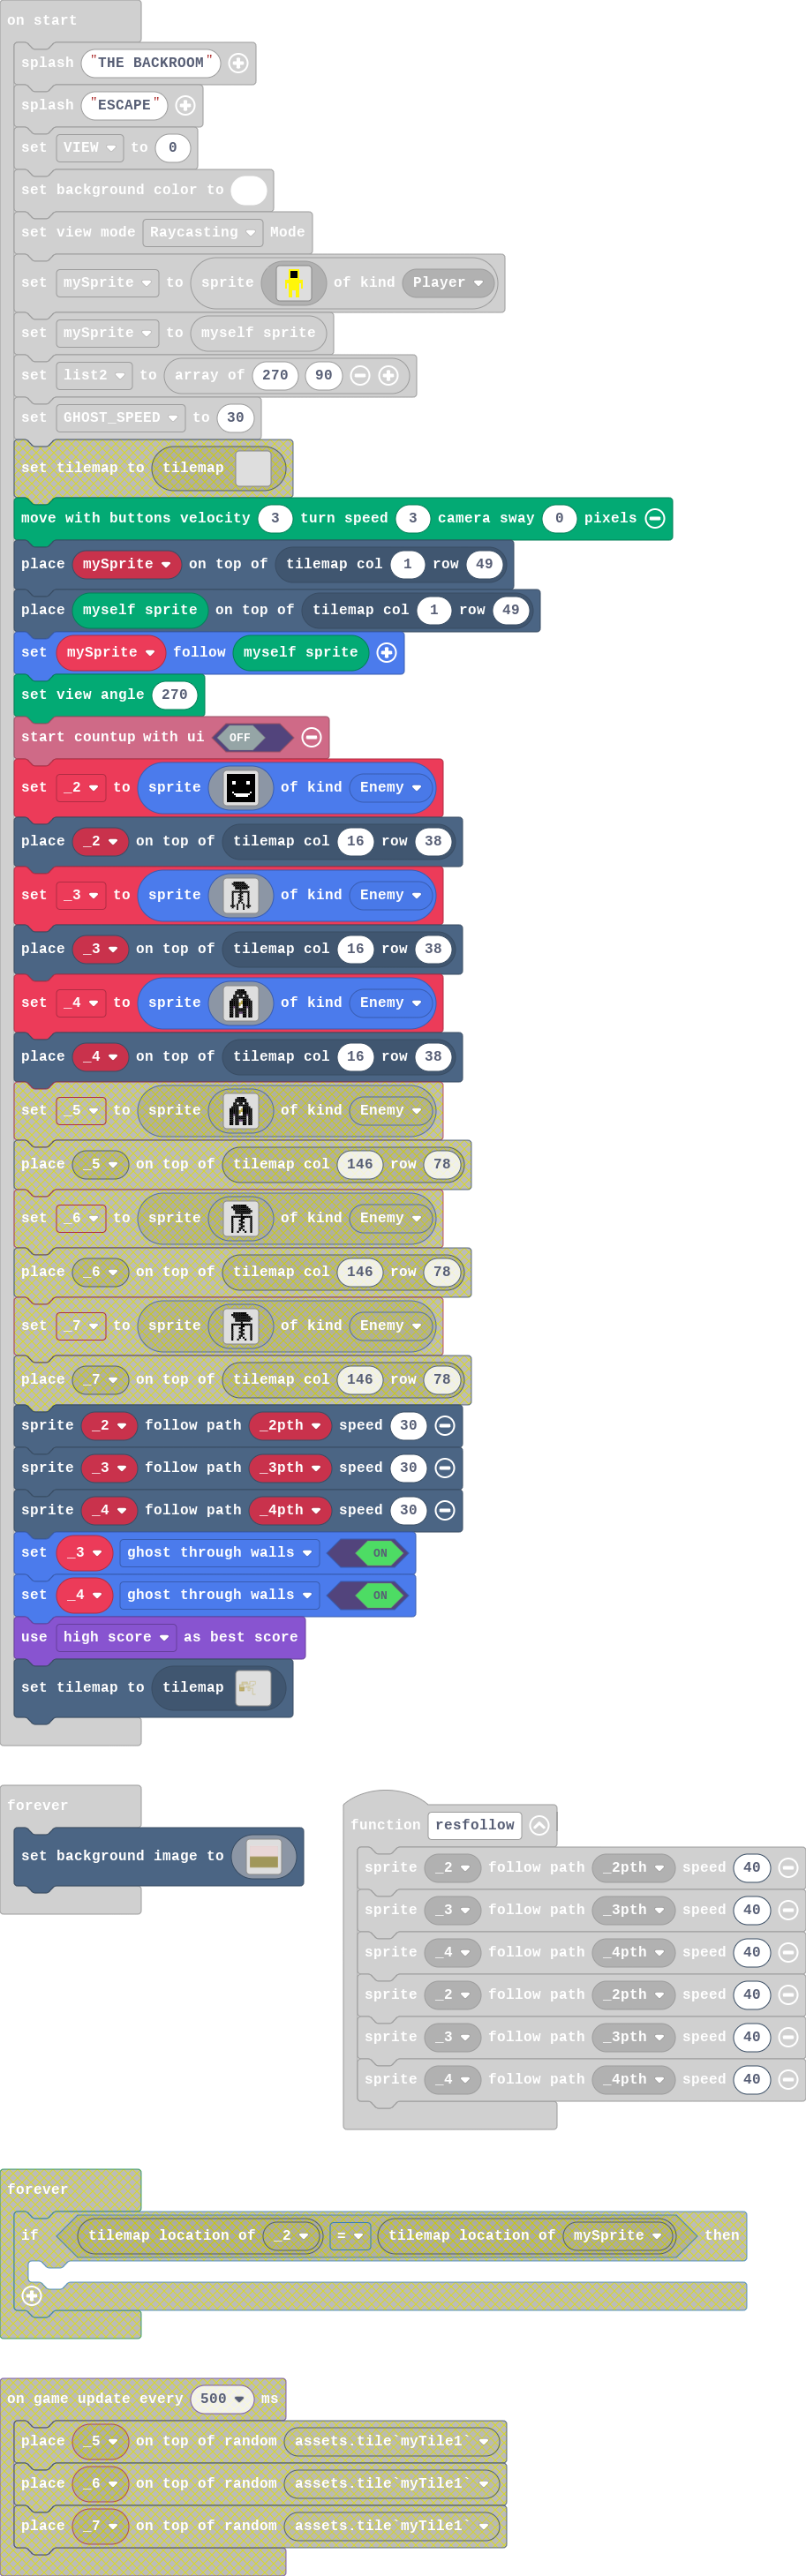 on start
splash "THE BACKROOM"
splash "ESCAPE"
set VIEW to 0
set background color to
set view mode Raycasting Mode
set mySprite to sprite of kind Player
set mySprite to myself sprite
set list2 to array of 270 90
set GHOST_SPEED to 30
set tilemap to tilemap
move with buttons velocity 3 turn speed 3 camera sway 0 pixels
place mySprite on top of tilemap col 1 row 49
place myself sprite on top of tilemap col 1 row 49
set mySprite follow myself sprite
set view angle 270
start countup with ui OFF
set _2 to sprite of kind Enemy
place _2 on top of tilemap col 16 row 38
set _3 to sprite of kind Enemy
place _3 on top of tilemap col 16 row 38
set _4 to sprite of kind Enemy
place _4 on top of tilemap col 16 row 38
set _5 to sprite of kind Enemy
place _5 on top of tilemap col 146 row 78
set _6 to sprite of kind Enemy
place _6 on top of tilemap col 146 row 78
set _7 to sprite of kind Enemy
place _7 on top of tilemap col 146 row 78
sprite _2 follow path _2pth speed 30
sprite _3 follow path _3pth speed 30
sprite _4 follow path _4pth speed 30
set _3 ghost through walls ON
set _4 ghost through walls ON
use high score as best score
set tilemap to tilemap
forever
set background image to
function resfollow
sprite _2 follow path _2pth speed 40
sprite _3 follow path _3pth speed 40
sprite _4 follow path _4pth speed 40
sprite _2 follow path _2pth speed 40
sprite _3 follow path _3pth speed 40
sprite _4 follow path _4pth speed 40
forever
if tilemap location of _2 = tilemap location of mySprite then
on game update every 500 ms
place _5 on top of random assets.tile`myTile1`
place _6 on top of random assets.tile`myTile1`
place _7 on top of random assets.tile`myTile1`